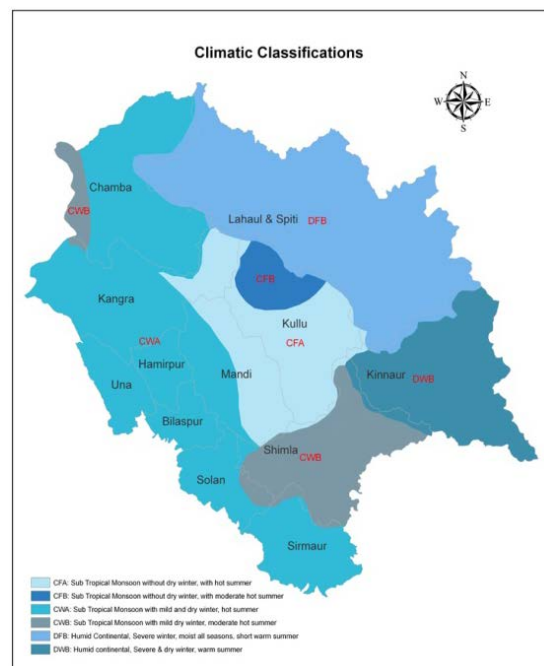 Climatic Classifications
N
W E
S
Chamba
CWB
Lahaul & Spiti DFB
CFB
Kangra
Kullu
CWA
CFA
Hamirpur
Mandi
Kinnaur
Una
DWB
Bilaspur
Shimla
CWB
Solan
Sirmaur
CFA: Sub Tropical Monsoon without dry winter, with hot summer
CFB: Sub Tropical Monsoon without dry winter, with moderate hot summer
CWA: Sub Tropical Monsoon with mild and dry winter, hot summer
CWB: Sub Tropical Monsoon with mild dry winter, moderate hot summer
DFB: Humid Continental, Severe winter, moist all seasons, short warm summer
DWB: Humid continental, Severe & dry winter, warm summer